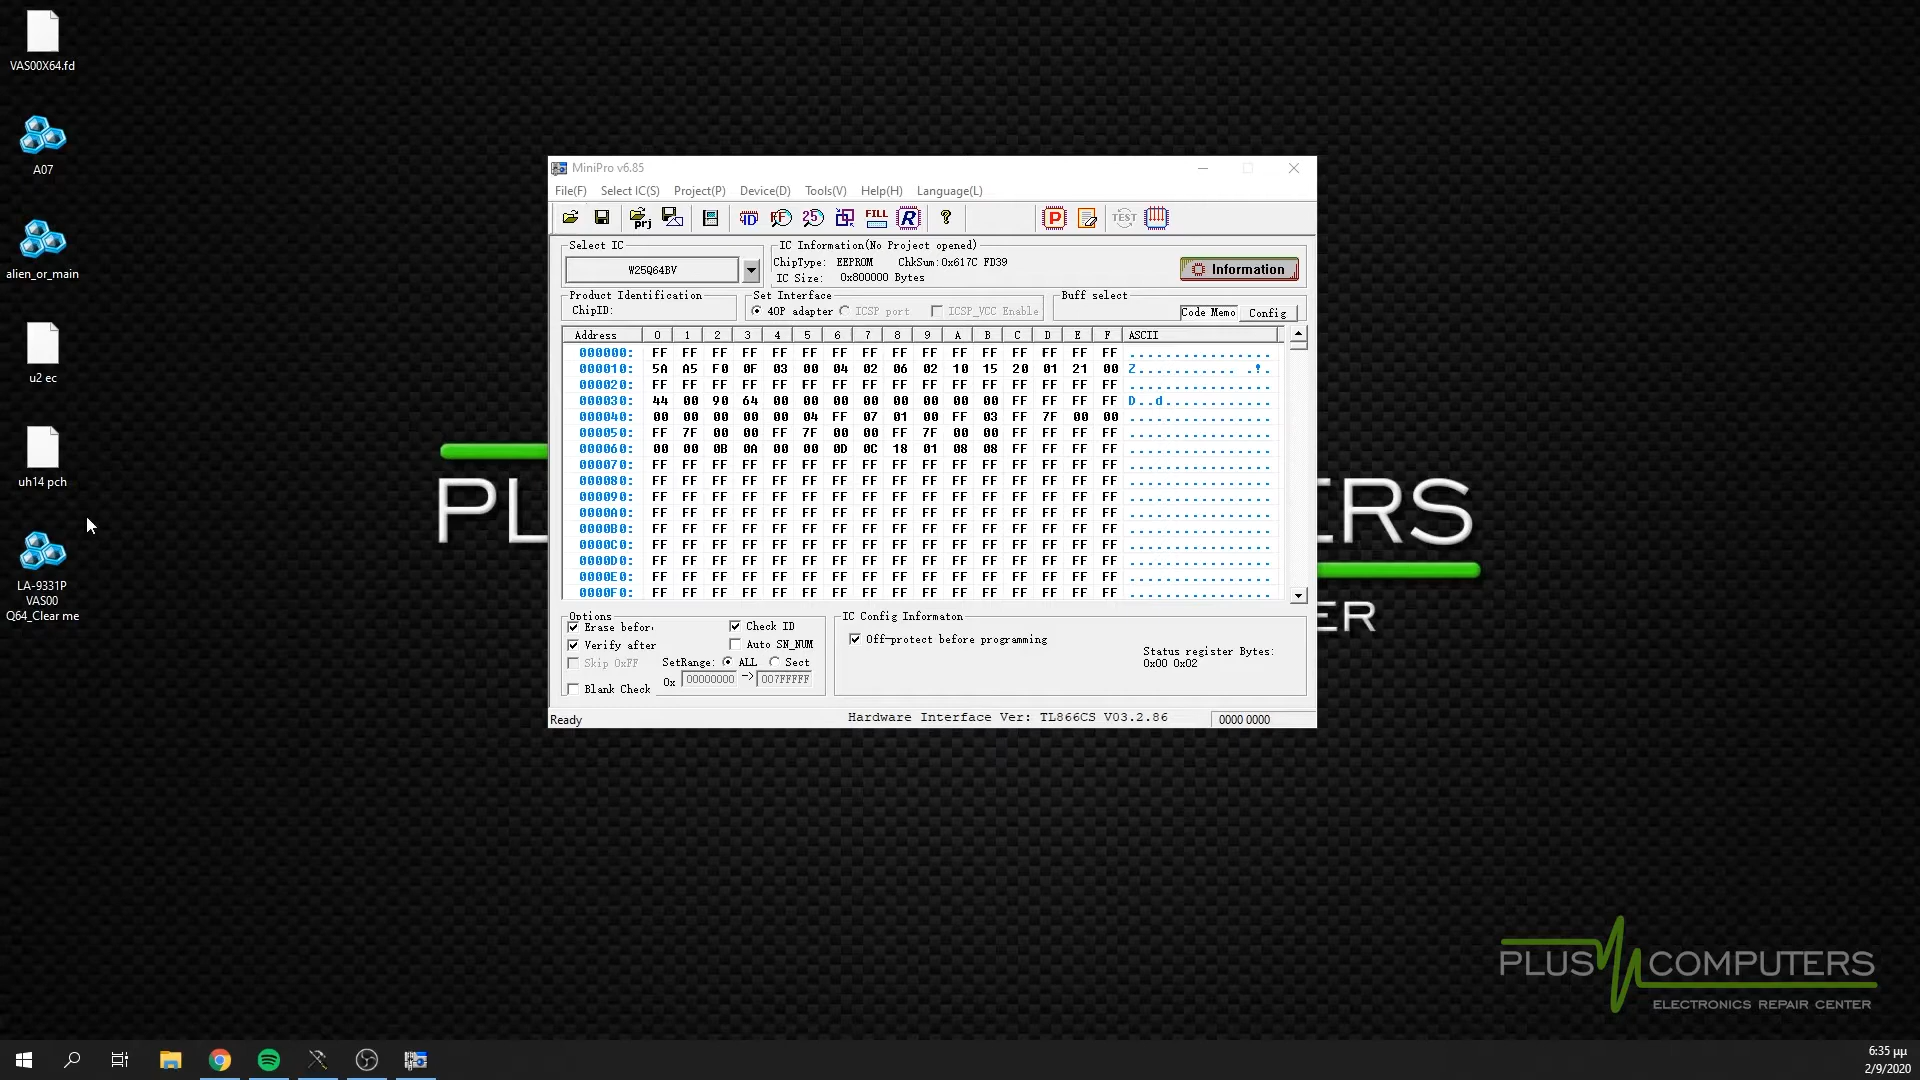 VAS00X64.fd
A07
alien_or_main
u2 ec
uh14 pch
LA-9331P
VAS00
Q64_Clear me
MiniPro v6.85
File(F) Select IC(S) Project(P) Device(D) Tools(V) Help(H) Language(L)
prj ID FF 25 FILL R ? P TEST
Select IC
W25Q64BV
IC Information(No Project opened)
ChipType: EEPROM ChkSum:0x617C FD39
IC Size: 0x800000 Bytes
Information
Product Identification
ChipID:
Set Interface
40P adapter ICSP port ICSP_VCC Enable
Buff select
Code Memo Config
Address 0 1 2 3 4 5 6 7 8 9 A B C D E F ASCII
000000: FF FF FF FF FF FF FF FF FF FF FF FF FF FF FF FF ................
000010: 5A A5 F0 0F 03 00 04 02 06 02 10 15 20 01 21 00 Z........... .!.
000020: FF FF FF FF FF FF FF FF FF FF FF FF FF FF FF FF ................
000030: 44 00 90 64 00 00 00 00 00 00 00 00 FF FF FF FF D..d............
000040: 00 00 00 00 00 04 FF 07 01 00 FF 03 FF 7F 00 00 ................
000050: FF 7F 00 00 FF 7F 00 00 FF 7F 00 00 FF FF FF FF ................
000060: 00 00 0B 0A 00 00 0D 0C 18 01 08 08 FF FF FF FF ................
000070: FF FF FF FF FF FF FF FF FF FF FF FF FF FF FF FF ................
000080: FF FF FF FF FF FF FF FF FF FF FF FF FF FF FF FF ................
000090: FF FF FF FF FF FF FF FF FF FF FF FF FF FF FF FF ................
0000A0: FF FF FF FF FF FF FF FF FF FF FF FF FF FF FF FF ................
0000B0: FF FF FF FF FF FF FF FF FF FF FF FF FF FF FF FF ................
0000C0: FF FF FF FF FF FF FF FF FF FF FF FF FF FF FF FF ................
0000D0: FF FF FF FF FF FF FF FF FF FF FF FF FF FF FF FF ................
0000E0: FF FF FF FF FF FF FF FF FF FF FF FF FF FF FF FF ................
0000F0: FF FF FF FF FF FF FF FF FF FF FF FF FF FF FF FF ................
Options
Erase befor Check ID
Verify after Auto SN_NUM
Skip 0xFF SetRange: ALL Sect
0x 00000000 -> 007FFFFF
Blank Check
IC Config Informaton
Off-protect before programming
Status register Bytes:
0x00 0x02
Ready Hardware Interface Ver: TL866CS V03.2.86 0000 0000
PL ERS
ER
PLUS COMPUTERS
ELECTRONICS REPAIR CENTER
6:35 μμ
2/9/2020